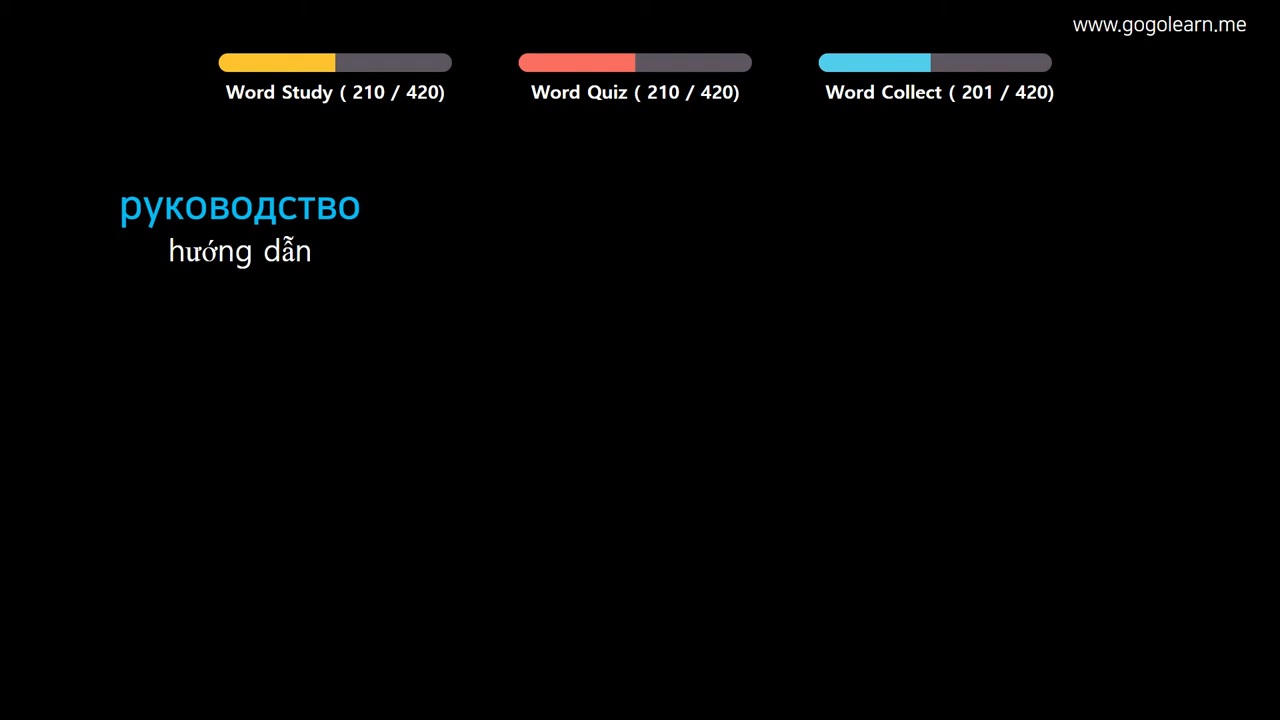 www.gogolearn.me
Word Study ( 210 / 420)
Word Quiz ( 210 / 420)
Word Collect ( 201 / 420)
руководство
hướng dẫn